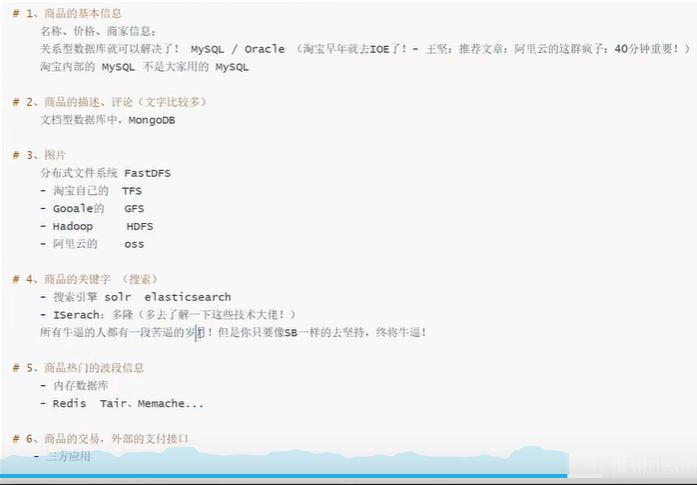 # 1、商品的基本信息
名称、价格、商家信息;
关系型数据库就可以解决了! MySQL / Oracle (淘宝早年就去IOE了!- 王坚:推荐文章:阿里云的这群疯子:40分钟重要!)
淘宝内部的 MySQL 不是大家用的 MySQL
# 2、商品的描述、评论(文字比较多)
文档型数据库中,MongoDB
# 3、图片
分布式文件系统 FastDFS
- 淘宝自己的 TFS
- Gooale的 GFS
- Hadoop HDFS
- 阿里云的 oss
# 4、商品的关键字 (搜索)
- 搜索引擎 solr elasticsearch
- ISerach:多隆(多去了解一下这些技术大佬!)
所有牛逼的人都有一段苦逼的岁月!但是你只要像SB一样的去坚持,终将牛逼!
# 5、商品热门的波段信息
- 内存数据库
- Redis Tair、Memache...
# 6、商品的交易,外部的支付接口
- 三方应用